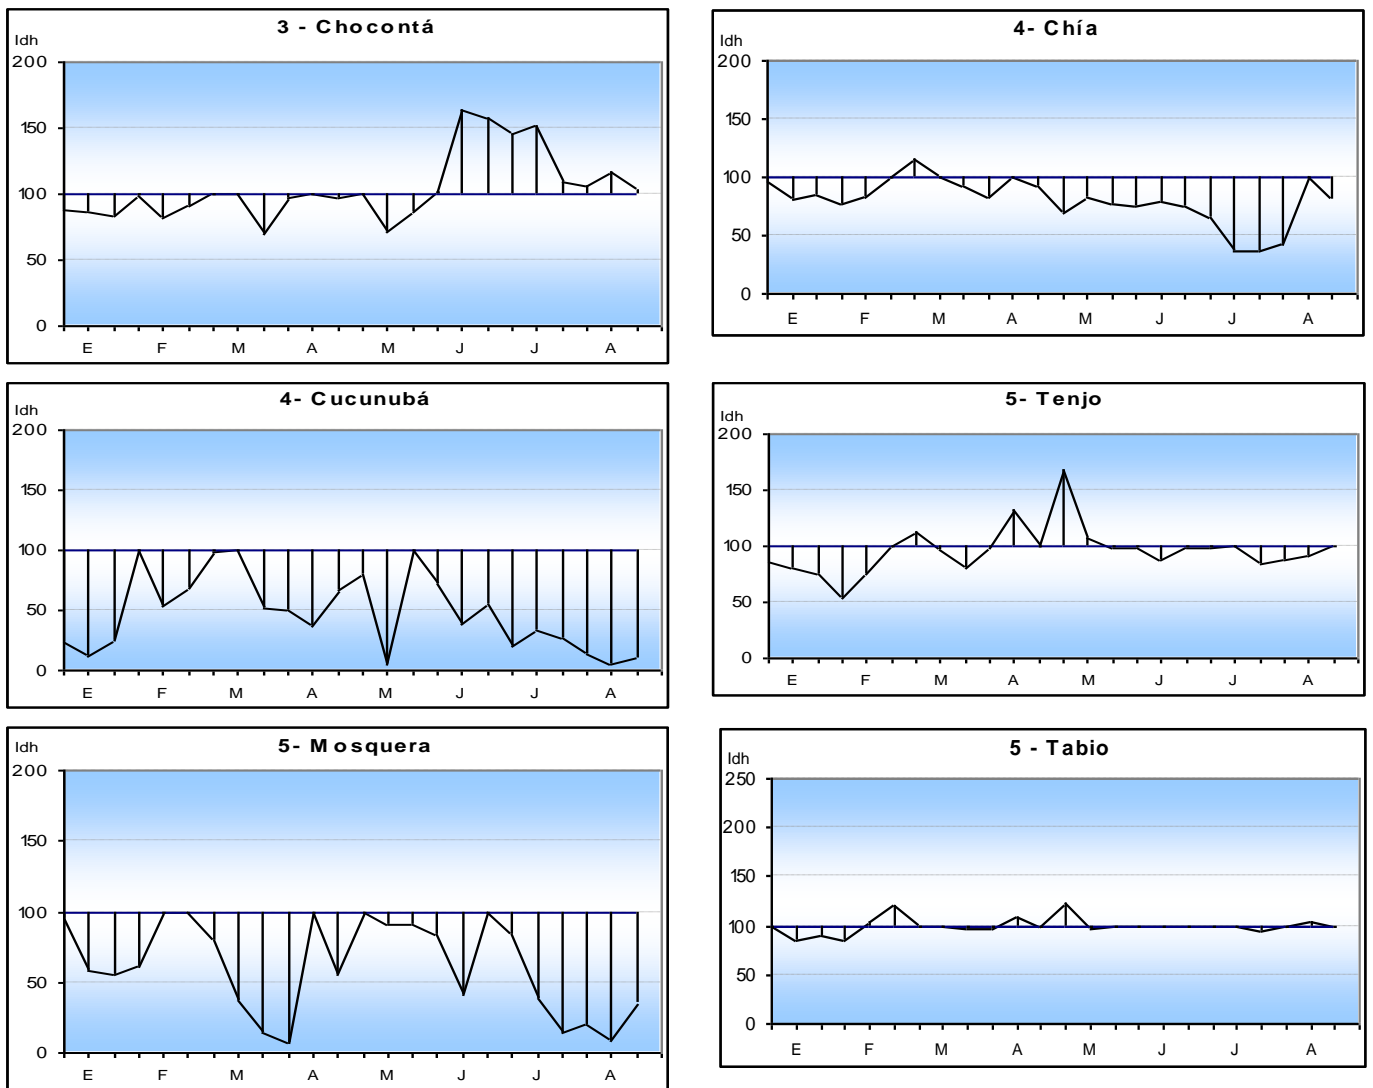 3 - Chocontá
Idh
200
150
100
50
0
E F M A M J J A
4- Chía
Idh
200
150
100
50
0
E F M A M J J A
4- Cucunubá
Idh
200
150
100
50
0
E F M A M J J A
5- Tenjo
Idh
200
150
100
50
0
E F M A M J J A
5- Mosquera
Idh
200
150
100
50
0
E F M A M J J A
5 - Tabio
Idh
250
200
150
100
50
0
E F M A M J J A